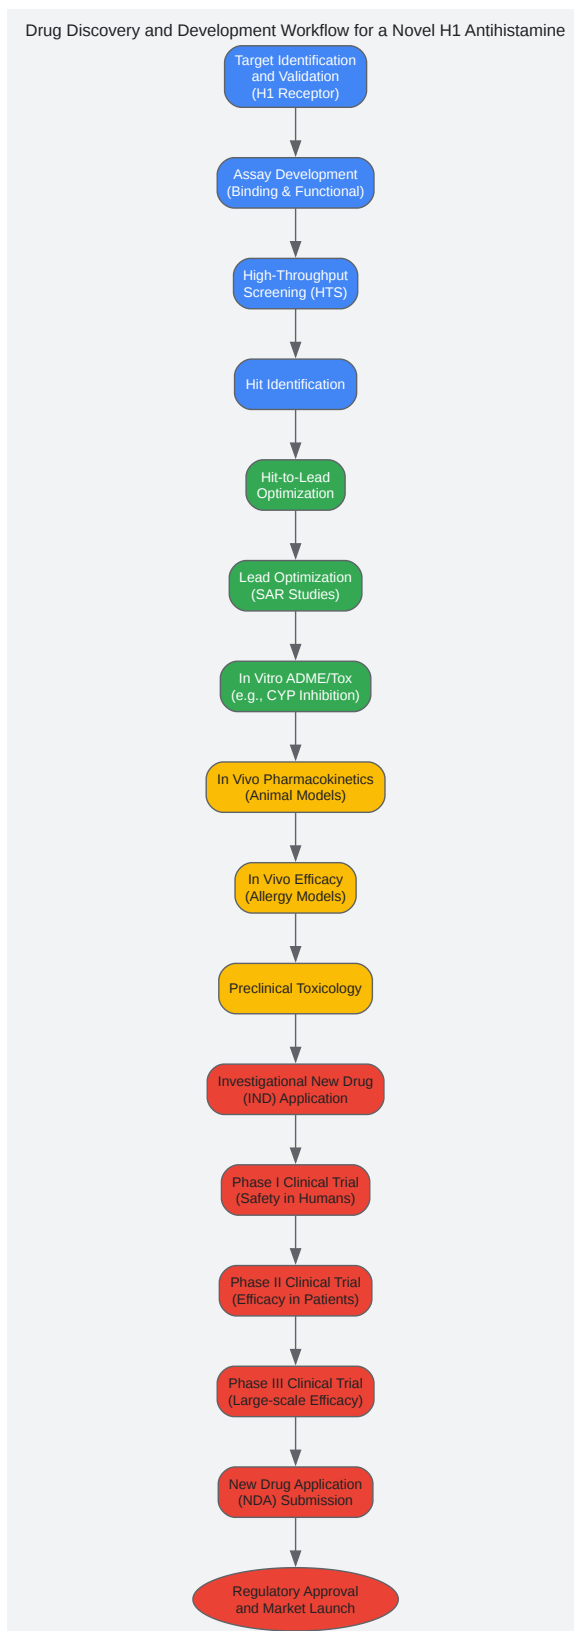 Drug Discovery and Development Workflow for a Novel H1 Antihistamine
Target Identification
and Validation
(H1 Receptor)
Assay Development
(Binding & Functional)
High-Throughput
Screening (HTS)
Hit Identification
Hit-to-Lead
Optimization
Lead Optimization
(SAR Studies)
In Vitro ADME/Tox
(e.g., CYP Inhibition)
In Vivo Pharmacokinetics
(Animal Models)
In Vivo Efficacy
(Allergy Models)
Preclinical Toxicology
Investigational New Drug
(IND) Application
Phase I Clinical Trial
(Safety in Humans)
Phase II Clinical Trial
(Efficacy in Patients)
Phase III Clinical Trial
(Large-scale Efficacy)
New Drug Application
(NDA) Submission
Regulatory Approval
and Market Launch